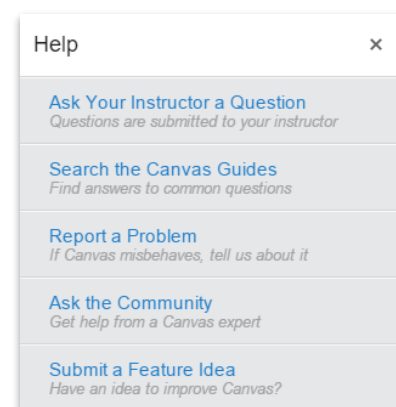 Help ×
Ask Your Instructor a Question
Questions are submitted to your instructor
Search the Canvas Guides
Find answers to common questions
Report a Problem
If Canvas misbehaves, tell us about it
Ask the Community
Get help from a Canvas expert
Submit a Feature Idea
Have an idea to improve Canvas?